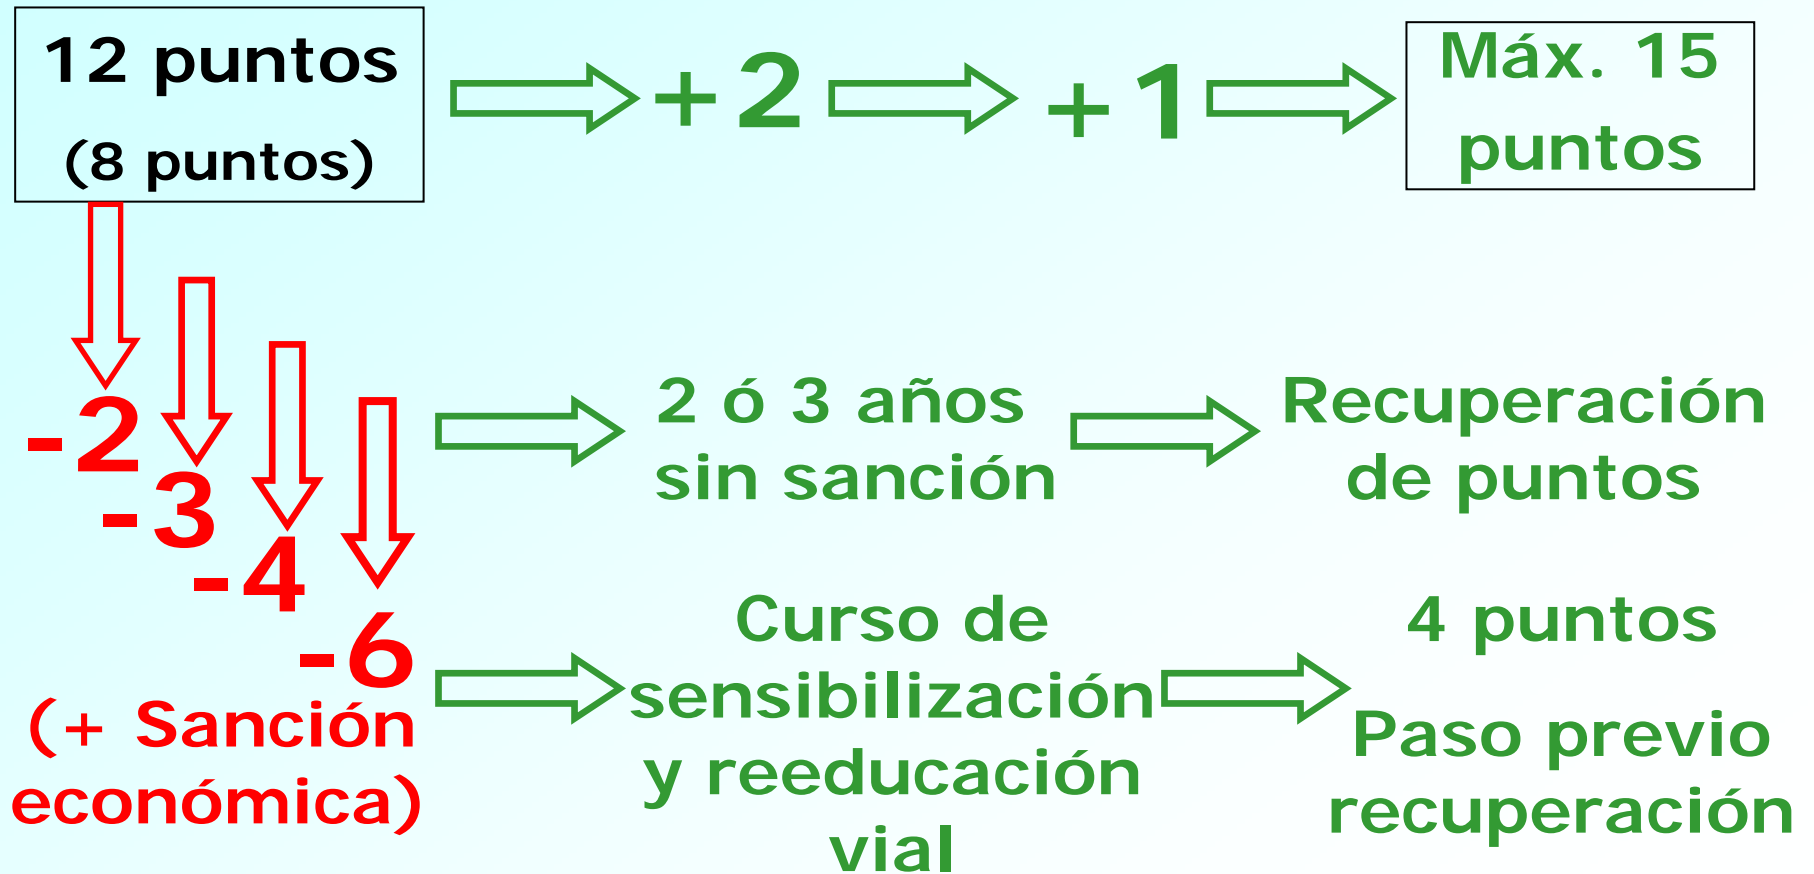 12 puntos
(8 puntos)
+2
+1
Máx. 15
puntos
-2
-3
-4
-6
(+ Sanción
económica)
2 ó 3 años
sin sanción
Recuperación
de puntos
Curso de
sensibilización
y reeducación
vial
4 puntos
Paso previo
recuperación